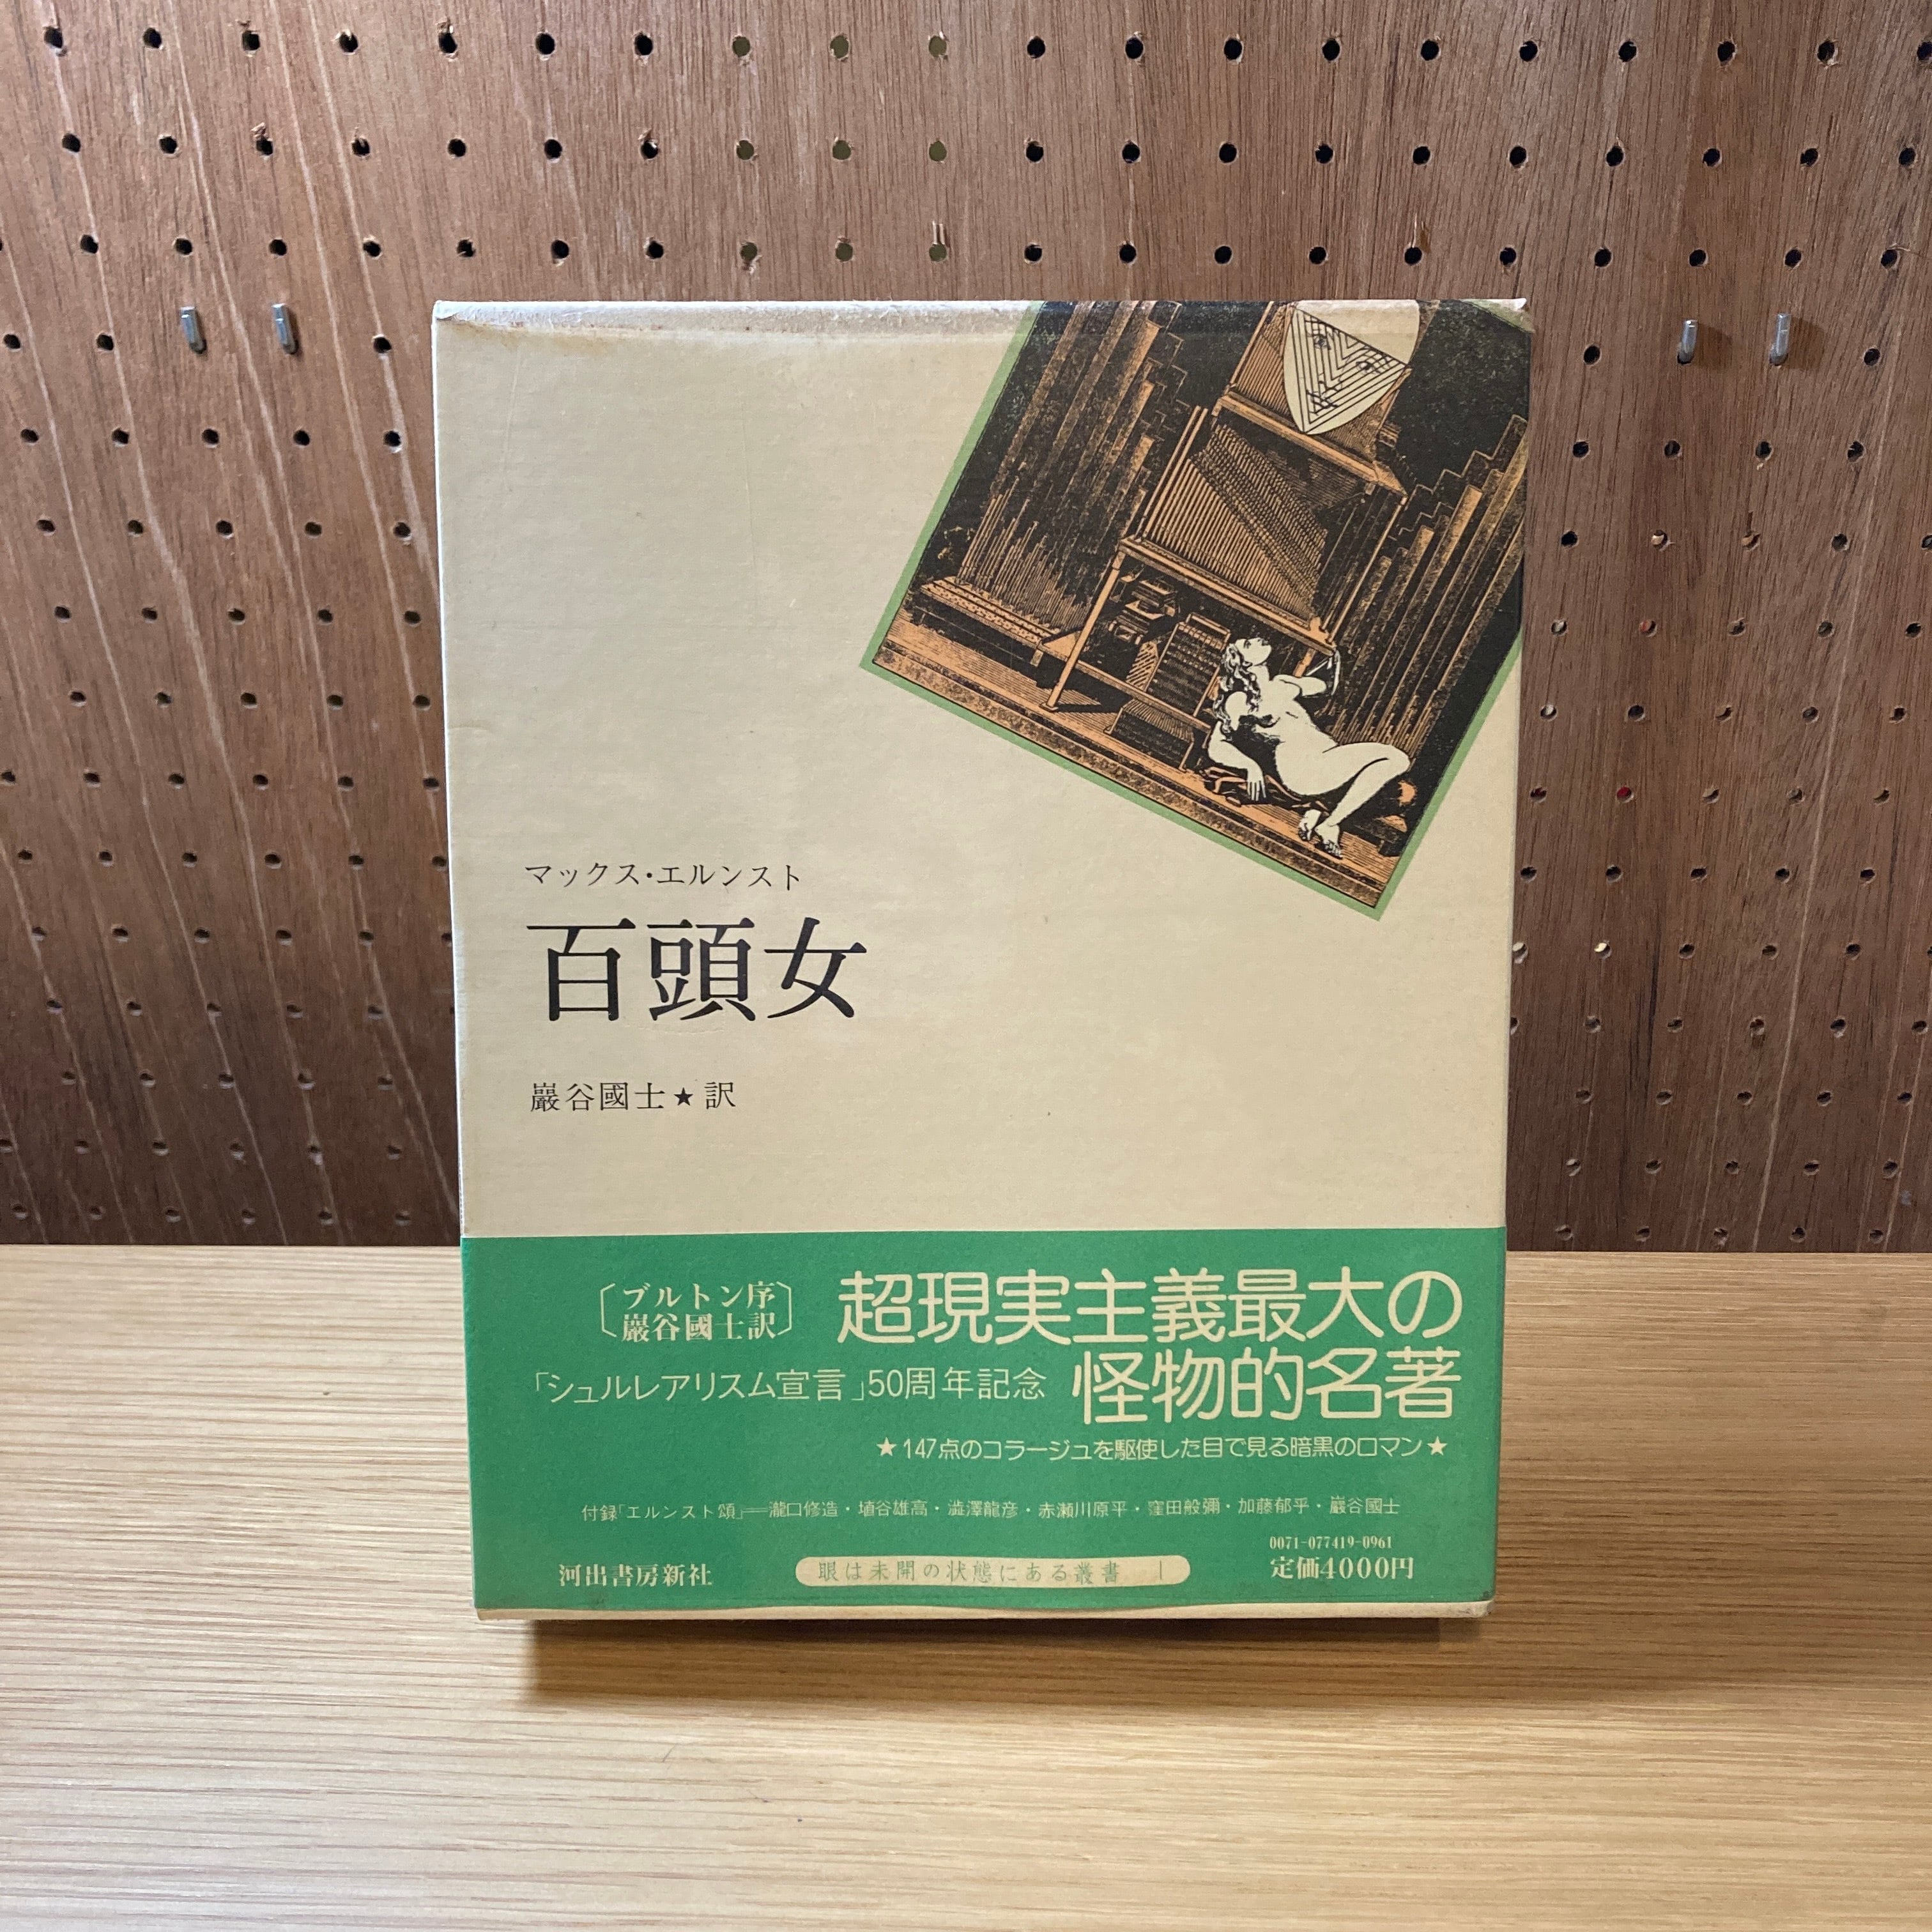 マックス・エルンスト
百頭女
巖谷國士★訳
ブルトン序
巖谷國士訳
超現実主義最大の
怪物的名著
「シュルレアリスム宣言」50周年記念
★147点のコラージュを駆使した目で見る暗黒のロマン★
付録「エルンスト頌」──瀧口修造・埴谷雄高・澁澤龍彦・赤瀬川原平・窪田般彌・加藤郁乎・巖谷國士
0071-077419-0961
定価4000円
河出書房新社
眼は未開の状態にある叢書 1